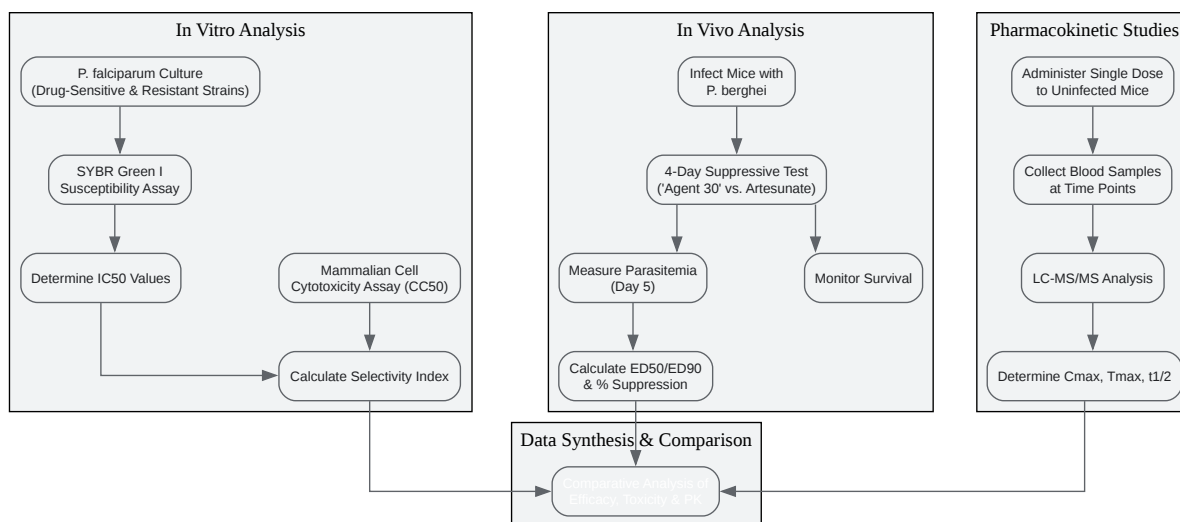 In Vitro Analysis
P. falciparum Culture
(Drug-Sensitive & Resistant Strains)
SYBR Green I
Susceptibility Assay
Determine IC50 Values
Mammalian Cell
Cytotoxicity Assay (CC50)
Calculate Selectivity Index
In Vivo Analysis
Infect Mice with
P. berghei
4-Day Suppressive Test
('Agent 30' vs. Artesunate)
Measure Parasitemia
(Day 5)
Monitor Survival
Calculate ED50/ED90
& % Suppression
Pharmacokinetic Studies
Administer Single Dose
to Uninfected Mice
Collect Blood Samples
at Time Points
LC-MS/MS Analysis
Determine Cmax, Tmax, t1/2
Data Synthesis & Comparison
Comparative Analysis of
Efficacy, Toxicity & PK